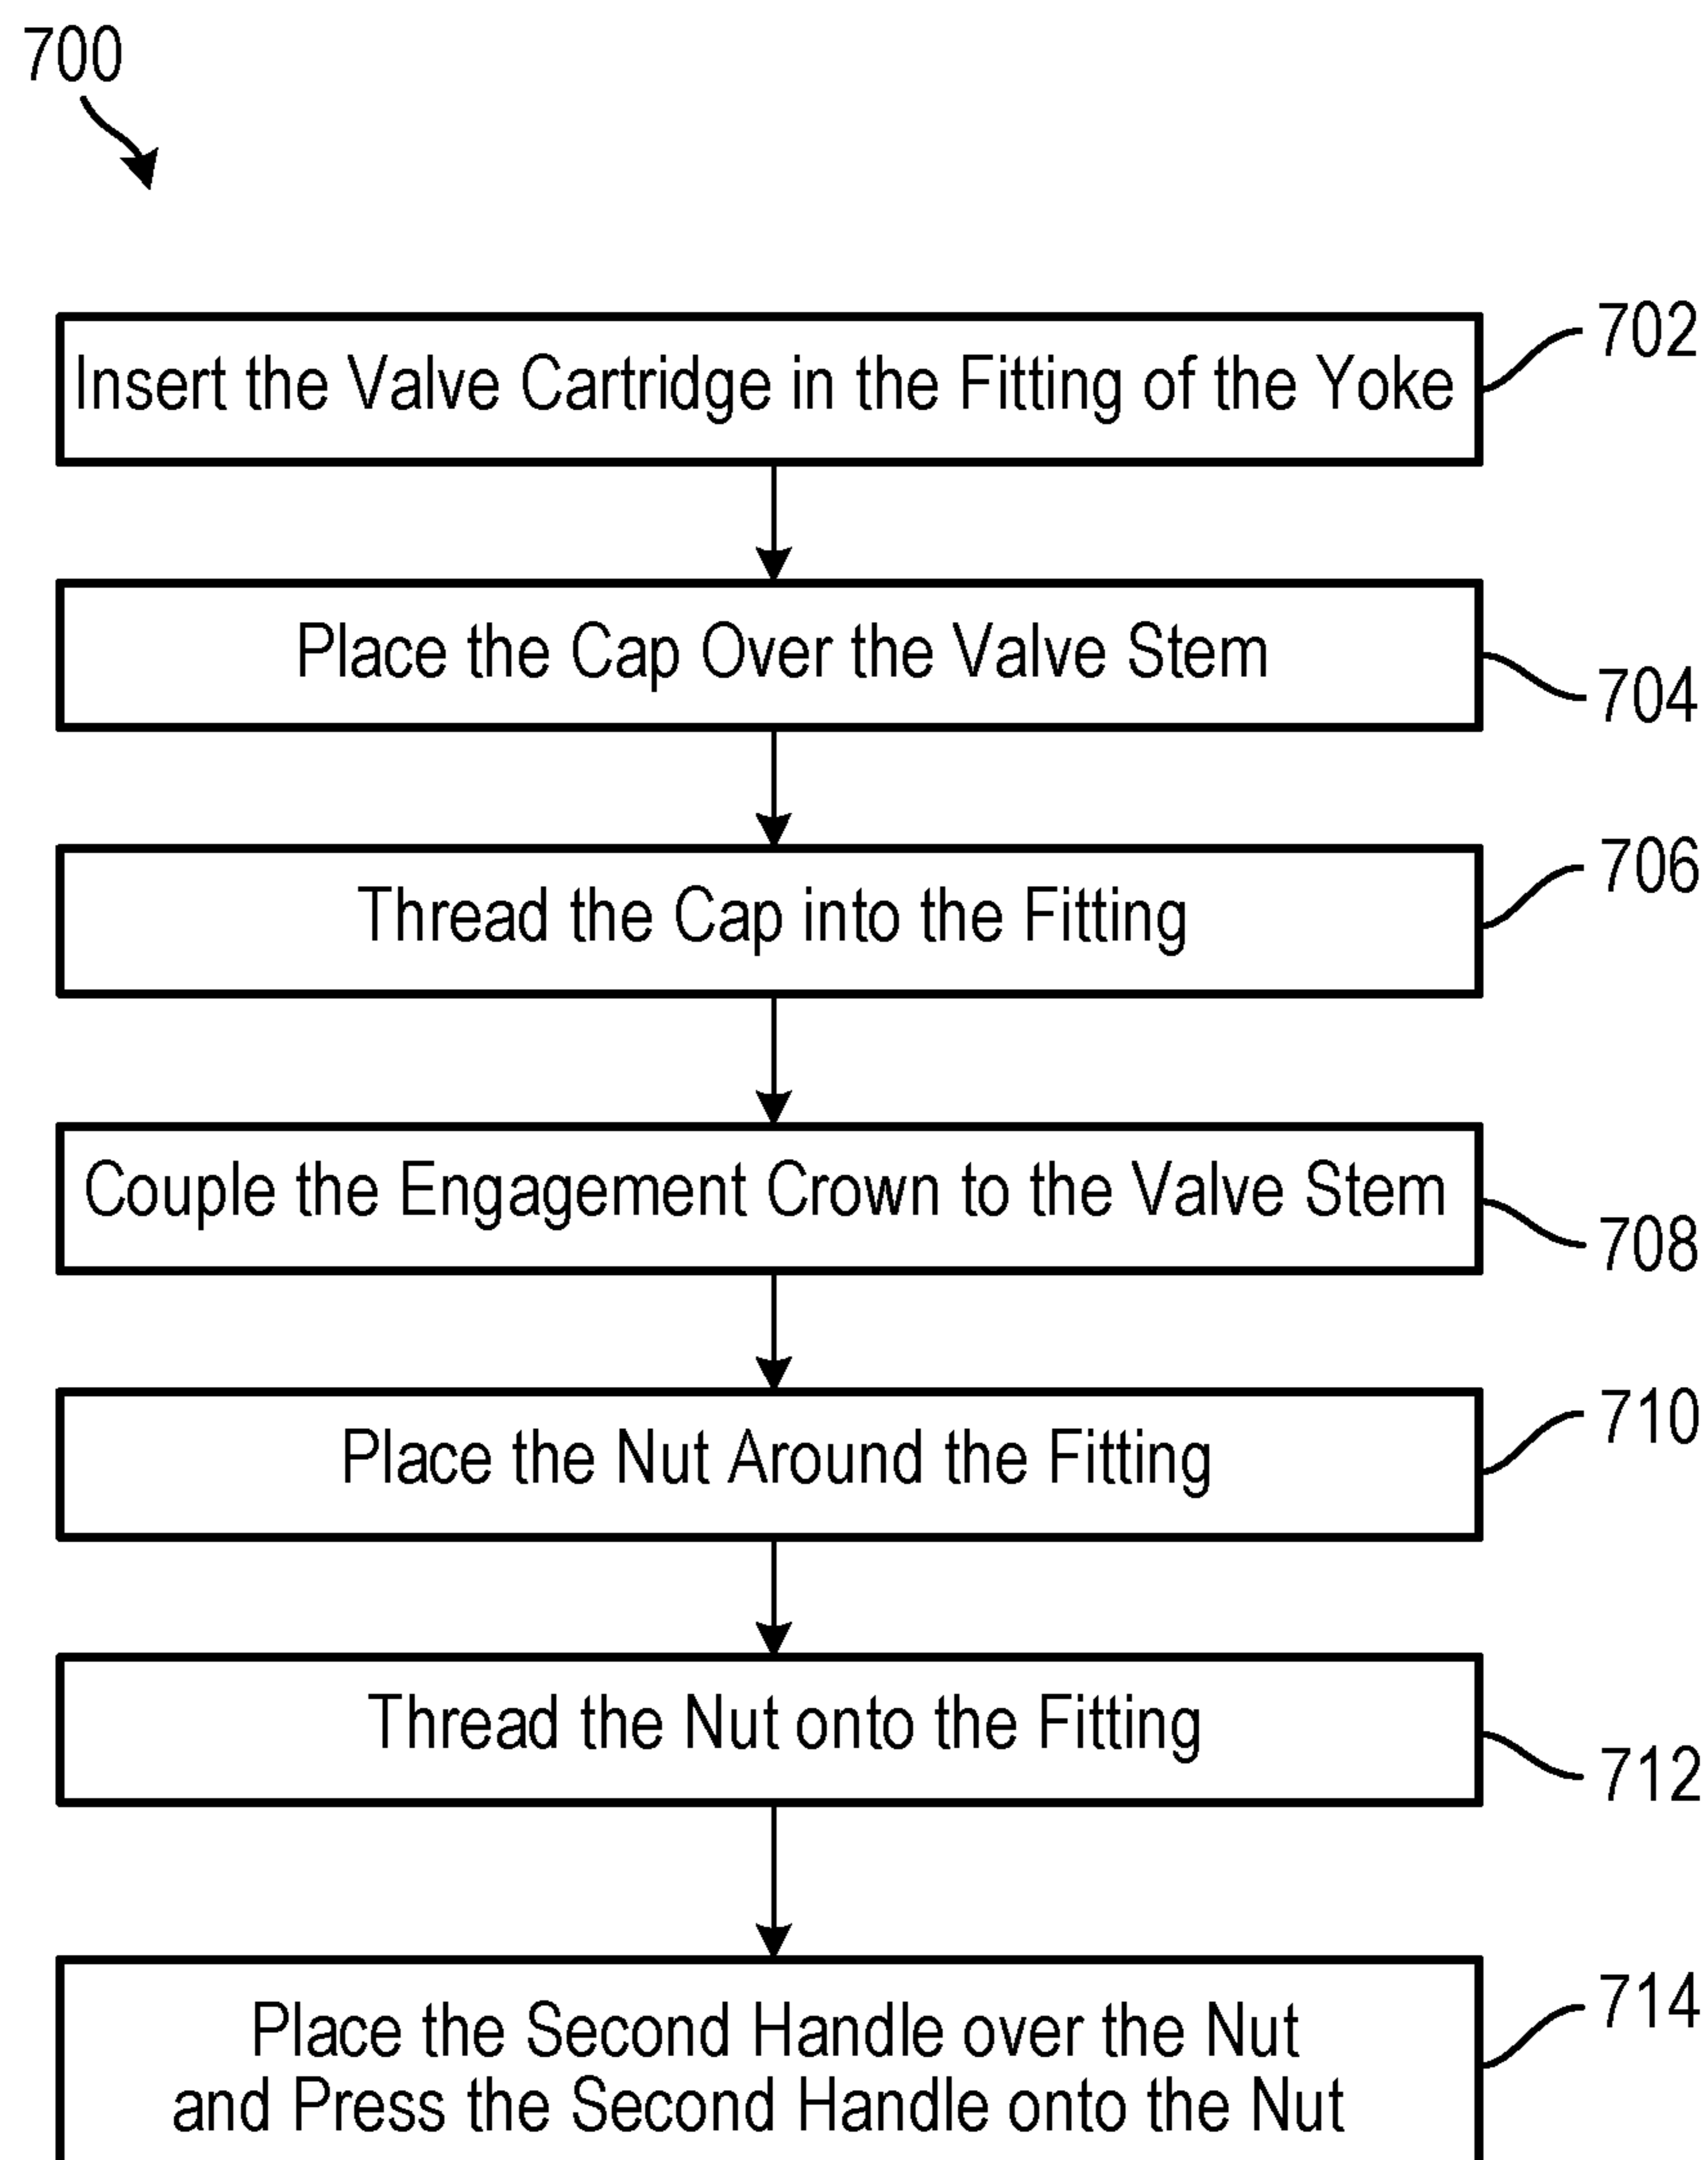 700
Insert the Valve Cartridge in the Fitting of the Yoke
702
Place the Cap Over the Valve Stem
704
Thread the Cap into the Fitting
706
Couple the Engagement Crown to the Valve Stem
708
Place the Nut Around the Fitting
710
Thread the Nut onto the Fitting
712
Place the Second Handle over the Nut
and Press the Second Handle onto the Nut
714